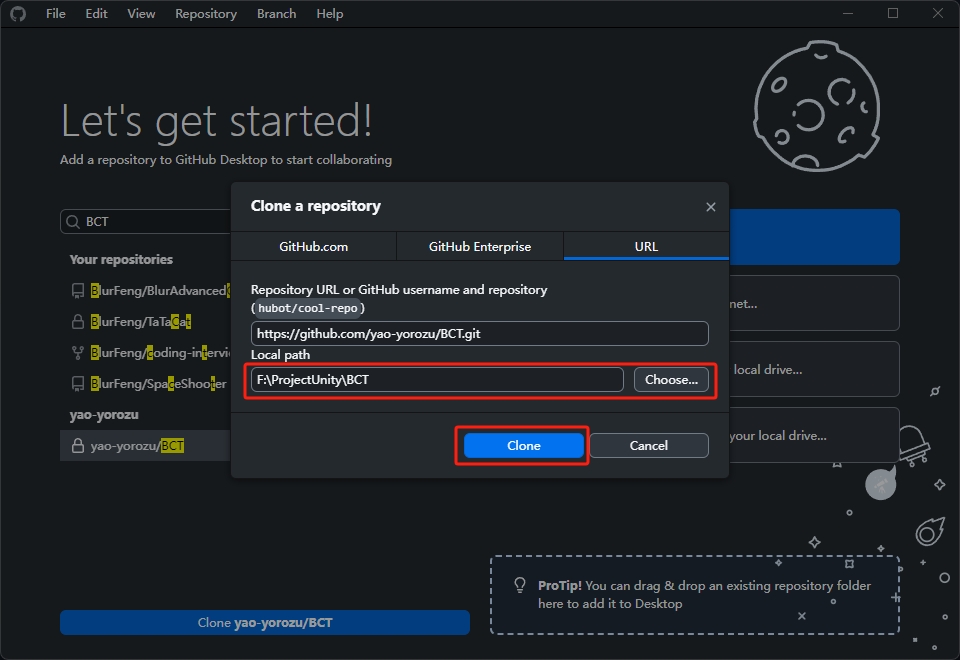 File Edit View Repository Branch Help
Let's get started!
Add a repository to GitHub Desktop to start collaborating
BCT
Your repositories
BlurFeng/BlurAdvancedC
BlurFeng/TaTaCat
BlurFeng/coding-intervi
BlurFeng/SpaceShooter
yao-yorozu
yao-yorozu/BCT
Clone yao-yorozu/BCT
Clone a repository
GitHub.com GitHub Enterprise URL
Repository URL or GitHub username and repository
(hubot/cool-repo)
https://github.com/yao-yorozu/BCT.git
Local path
F:\ProjectUnity\BCT Choose...
Clone Cancel
net...
local drive...
your local drive...
ProTip! You can drag & drop an existing repository folder
here to add it to Desktop